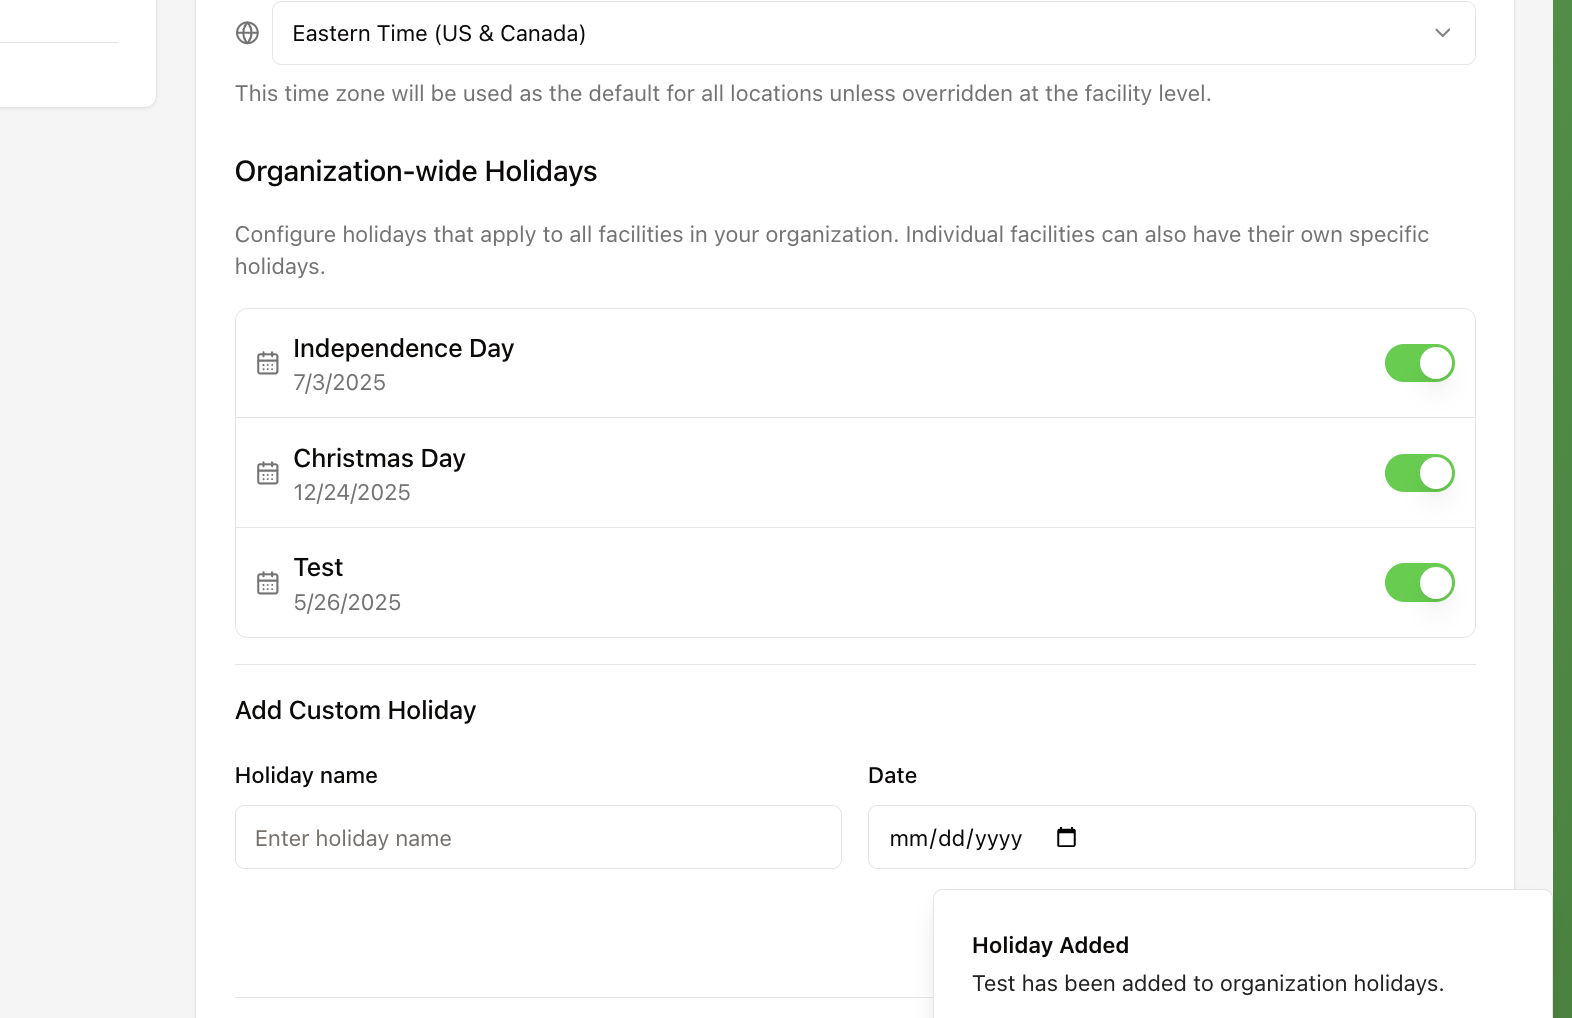 Eastern Time (US & Canada)
This time zone will be used as the default for all locations unless overridden at the facility level.
Organization-wide Holidays
Configure holidays that apply to all facilities in your organization. Individual facilities can also have their own specific
holidays.
Independence Day
7/3/2025
Christmas Day
12/24/2025
Test
5/26/2025
Add Custom Holiday
Holiday name
Date
Enter holiday name
mm/dd/yyyy
Holiday Added
Test has been added to organization holidays.